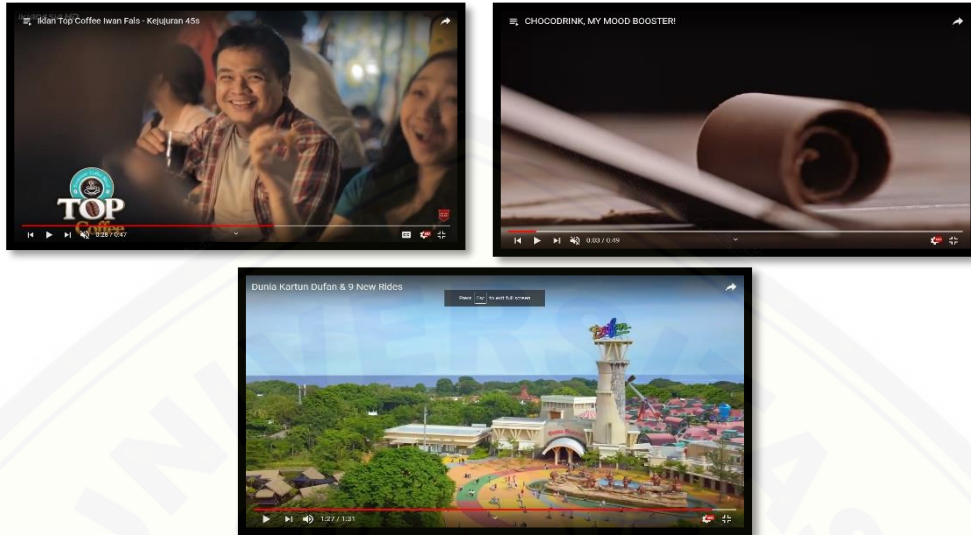 Iklan Top Coffee Iwan Fals - Kejujuran 45s
TOP
Coffee
0:28 / 0:47
CHOCODRINK, MY MOOD BOOSTER!
0:03 / 0:49
Dunia Kartun Dufan & 9 New Rides
Press Esc to exit full screen
Dufan
1:27 / 1:31
UNIVERSITAS